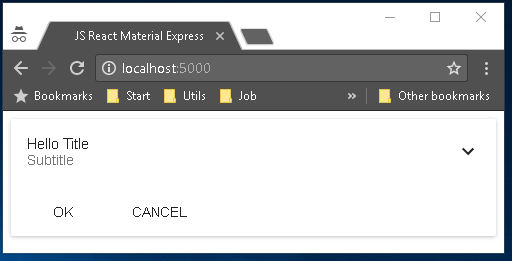 JS React Material Express
localhost:5000
Bookmarks Start Utils Job » Other bookmarks
Hello Title
Subtitle
OK CANCEL